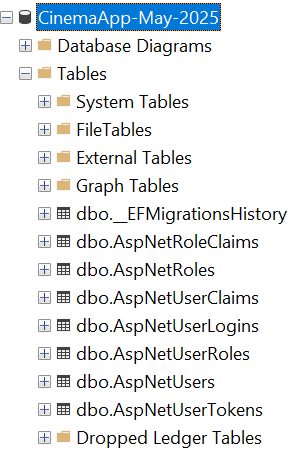 CinemaApp-May-2025
Database Diagrams
Tables
System Tables
FileTables
External Tables
Graph Tables
dbo.__EFMigrationsHistory
dbo.AspNetRoleClaims
dbo.AspNetRoles
dbo.AspNetUserClaims
dbo.AspNetUserLogins
dbo.AspNetUserRoles
dbo.AspNetUsers
dbo.AspNetUserTokens
Dropped Ledger Tables